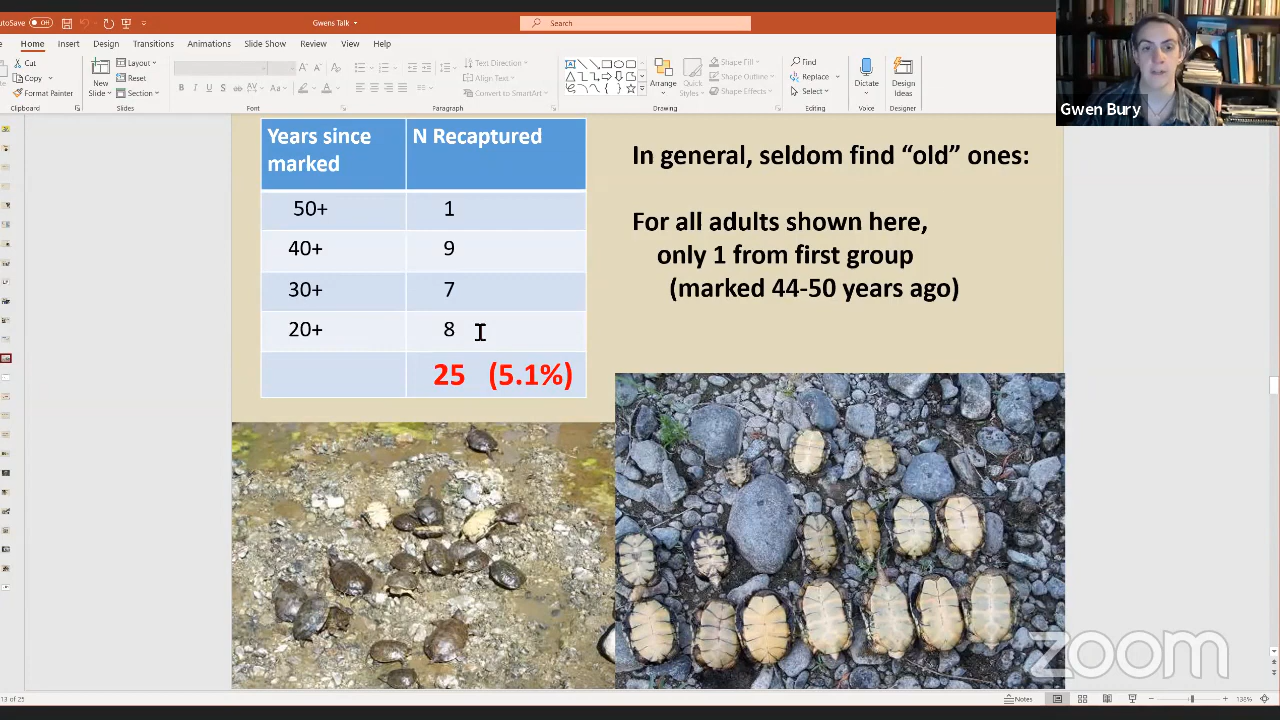 AutoSave
Off
Gwens Talk
Search
Home Insert Design Transitions Animations Slide Show Review View Help
Cut
Copy
Format Painter
Clipboard
New
Slide
Layout
Reset
Section
Slides
Font
Text Direction
Align Text
Convert to SmartArt
Paragraph
Arrange
Quick
Styles
Shape Fill
Shape Outline
Shape Effects
Drawing
Find
Replace
Select
Editing
Dictate
Voice
Design
Ideas
Designer
Gwen Bury
Years since
marked
N Recaptured
50+ 1
40+ 9
30+ 7
20+ 8
25 (5.1%)
In general, seldom find “old” ones:
For all adults shown here,
only 1 from first group
(marked 44-50 years ago)
zoom
13 of 25
Notes
138%